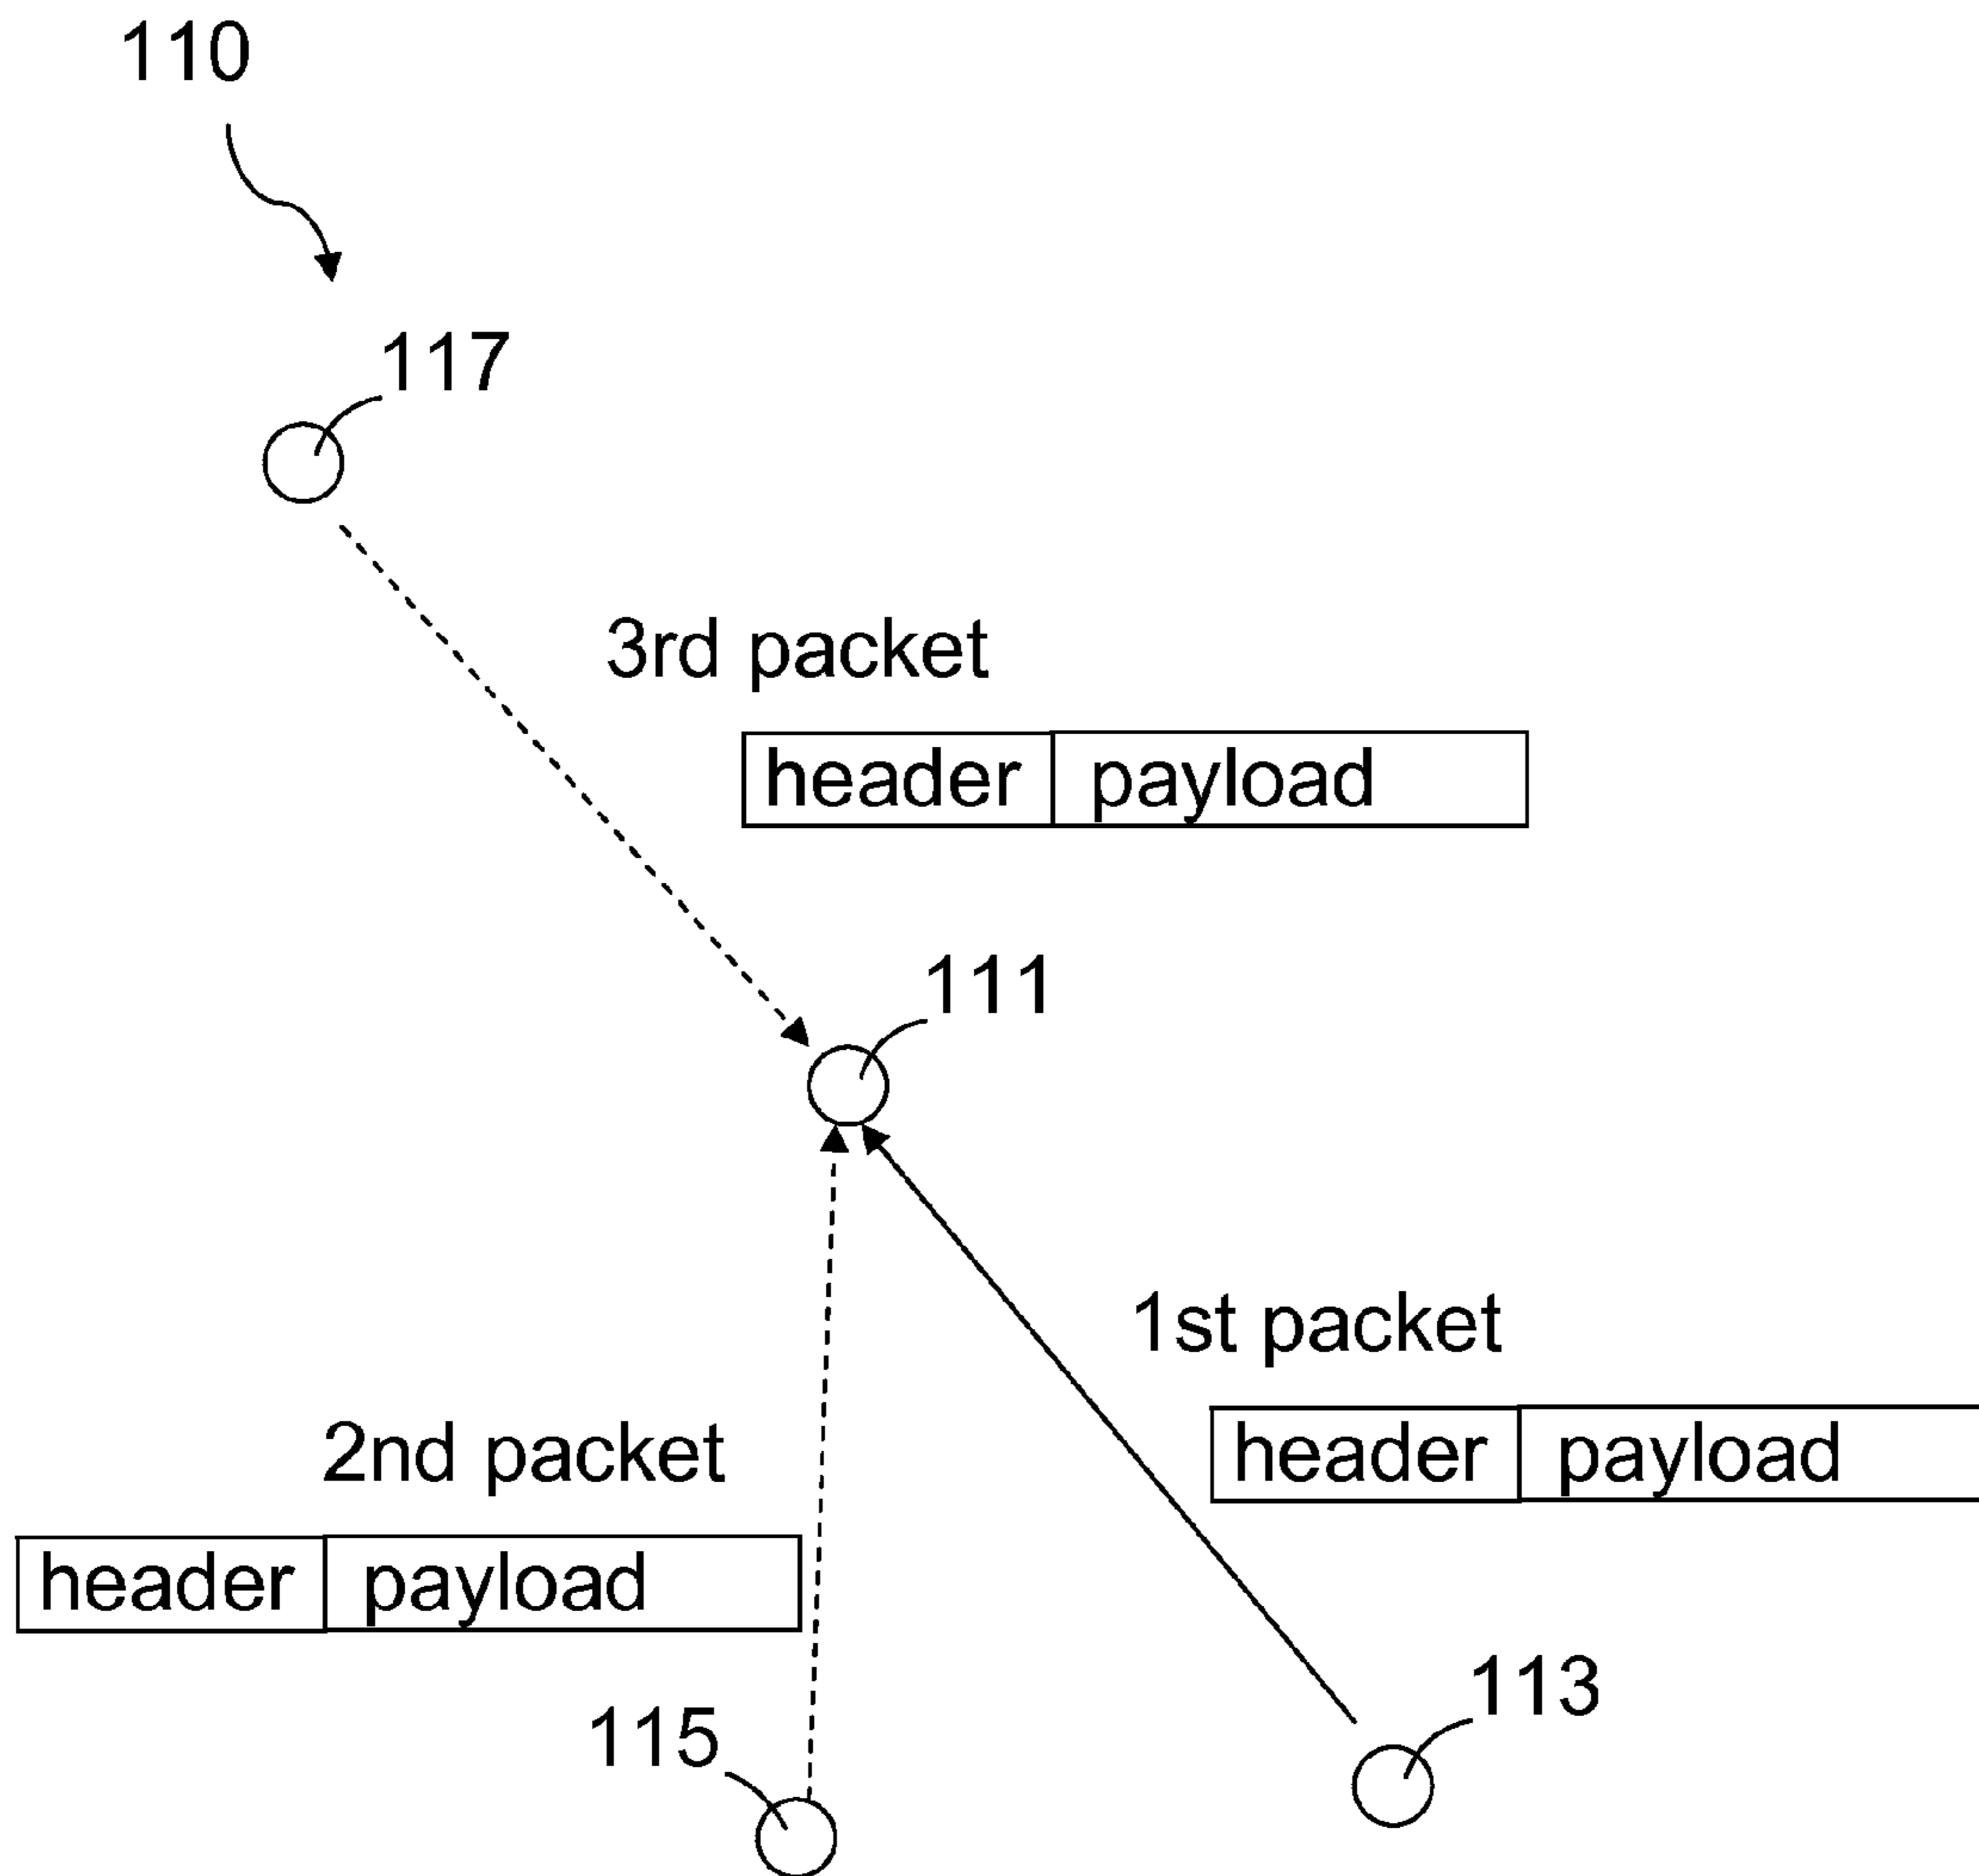 110
117
3rd packet
header payload
111
1st packet
2nd packet
header payload
header payload
113
115